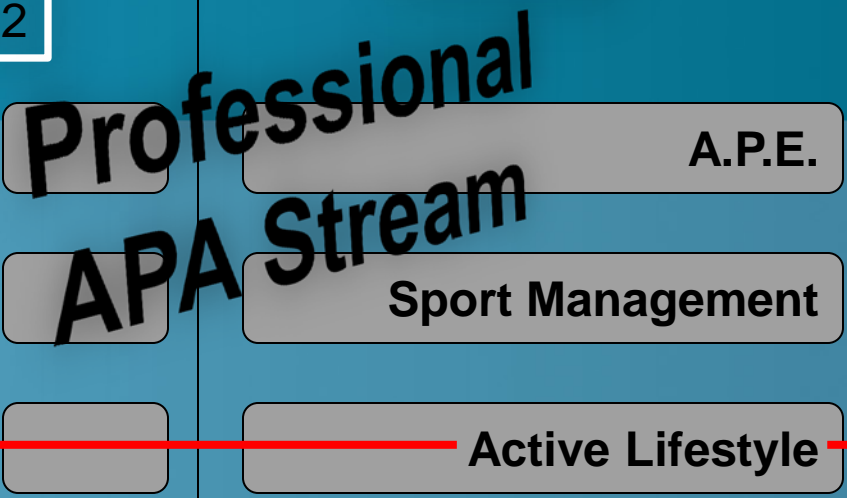 2
Professional
APA Stream
A.P.E.
Sport Management
Active Lifestyle